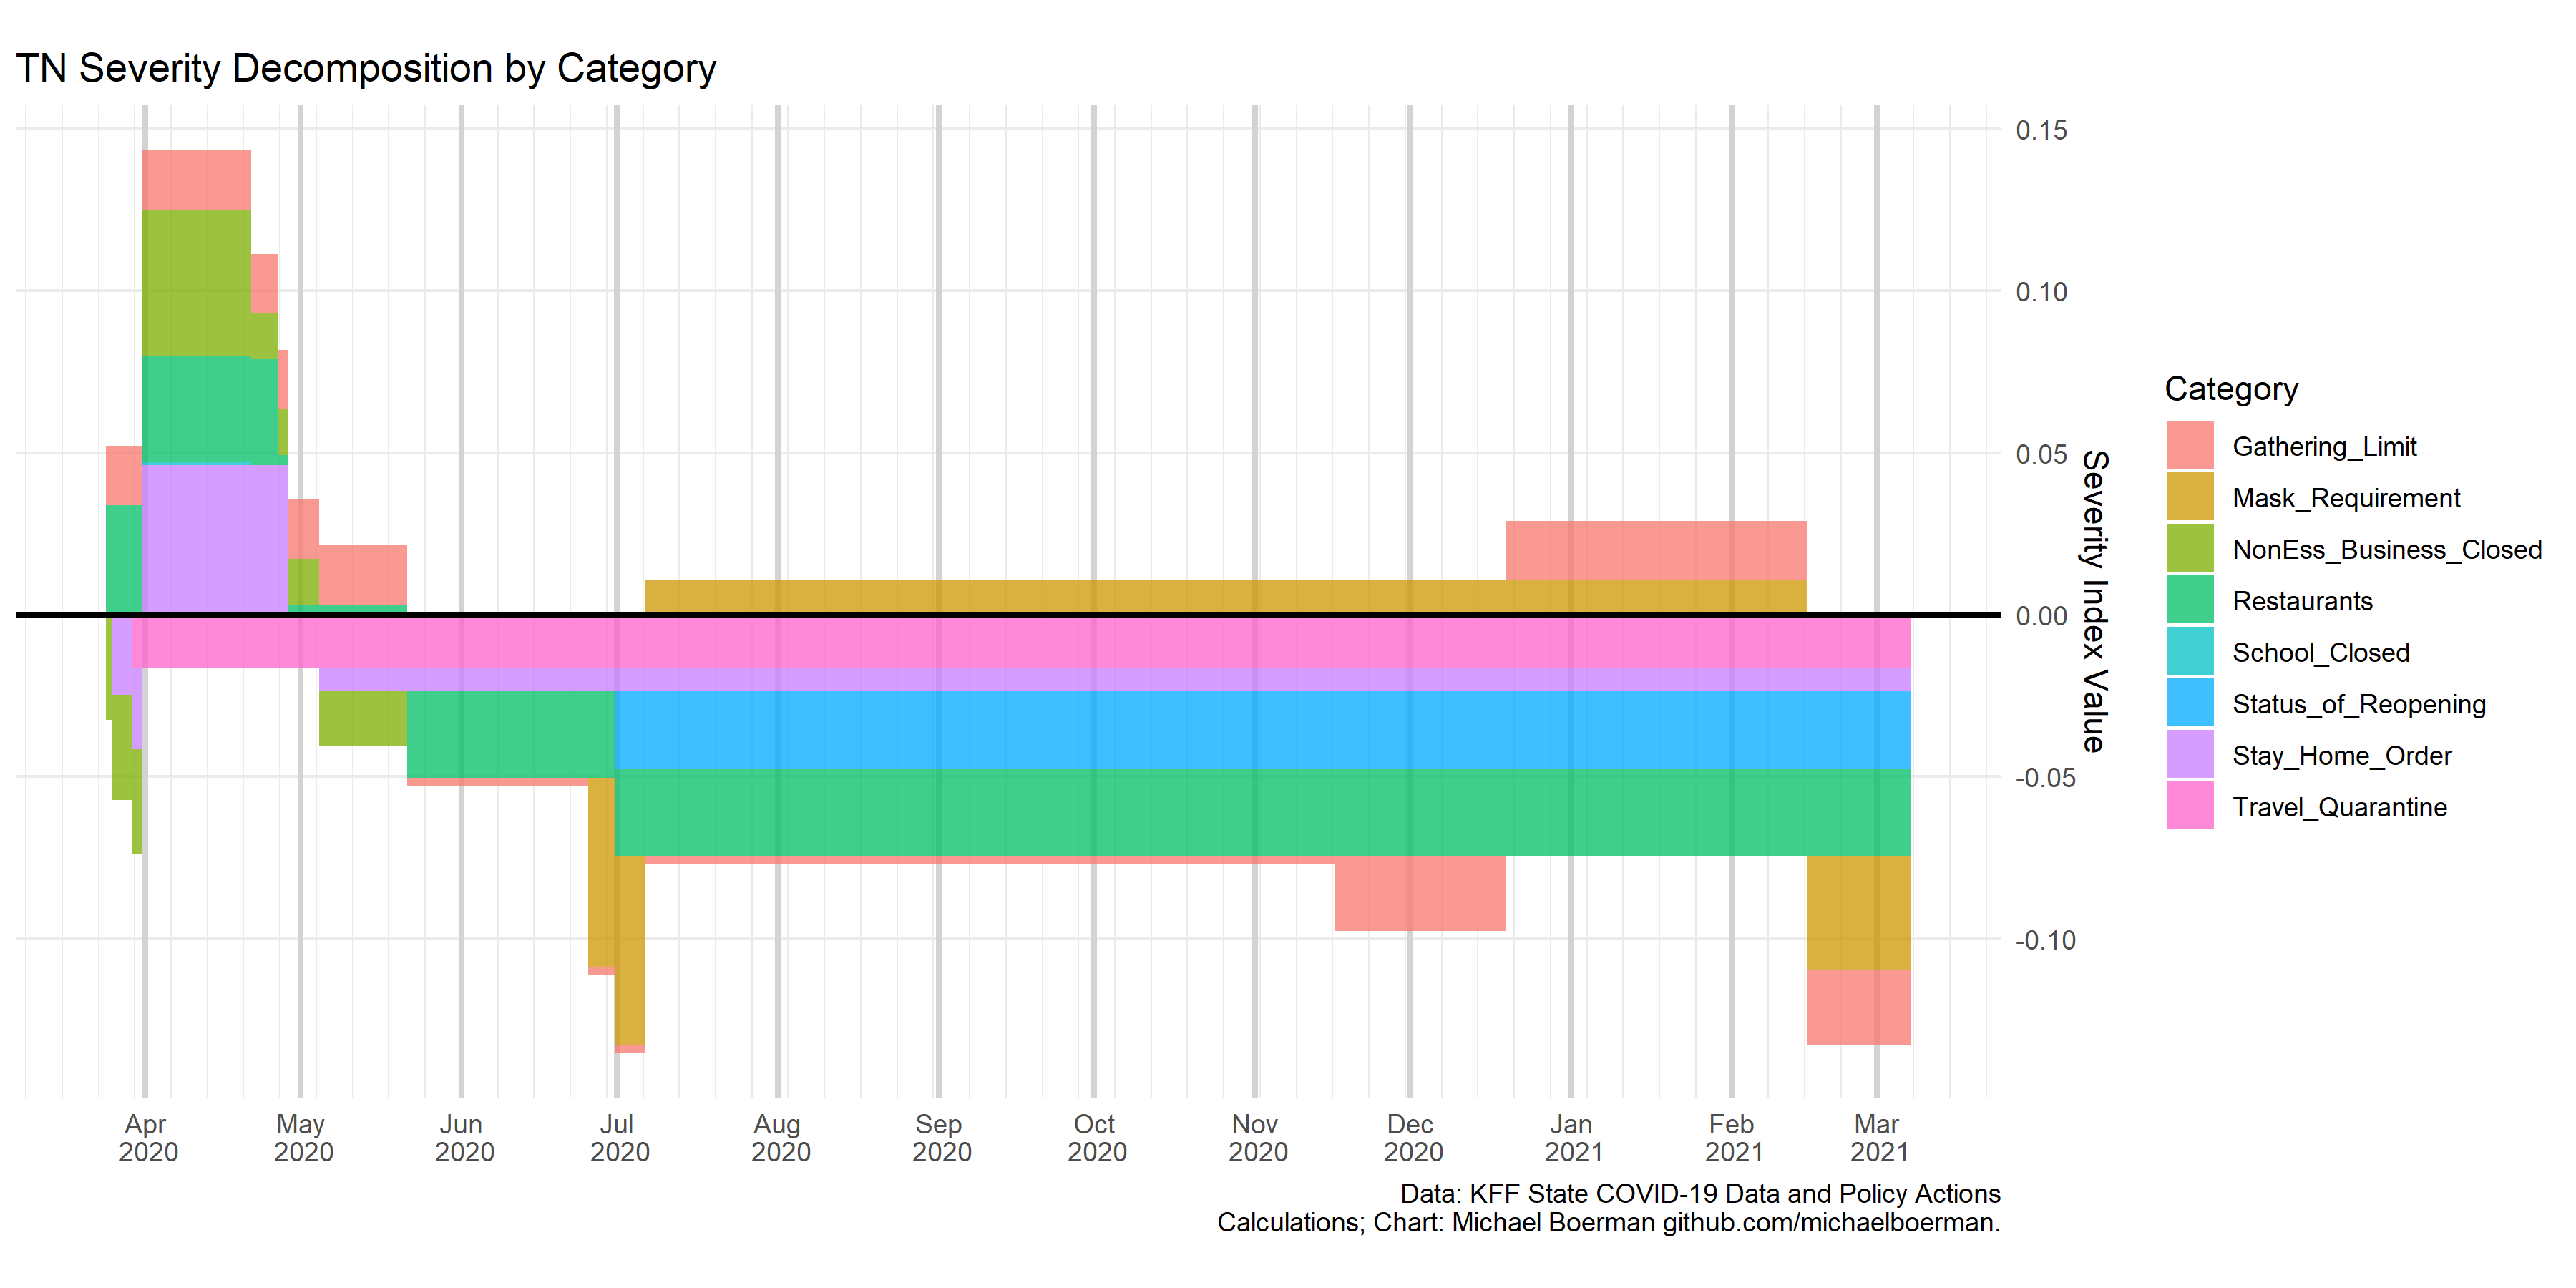 TN Severity Decomposition by Category
0.15
0.10
0.05
0.00
-0.05
-0.10
Severity Index Value
Category
Gathering_Limit
Mask_Requirement
NonEss_Business_Closed
Restaurants
School_Closed
Status_of_Reopening
Stay_Home_Order
Travel_Quarantine
Apr May Jun Jul Aug Sep Oct Nov Dec Jan Feb Mar
2020 2020 2020 2020 2020 2020 2020 2020 2020 2021 2021 2021
Data: KFF State COVID-19 Data and Policy Actions
Calculations; Chart: Michael Boerman github.com/michaelboerman.